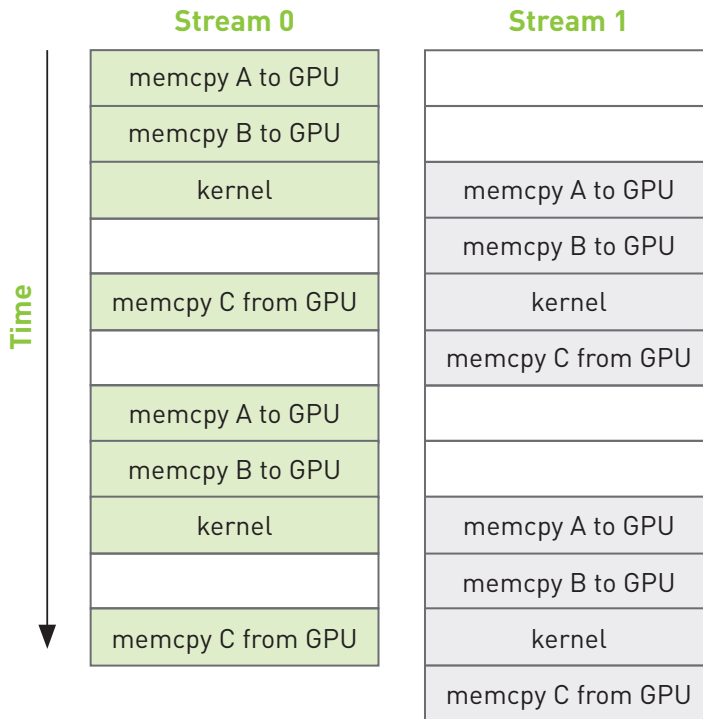 Stream 0
Stream 1
Time
memcpy A to GPU
memcpy B to GPU
kernel
memcpy C from GPU
memcpy A to GPU
memcpy B to GPU
kernel
memcpy C from GPU
memcpy A to GPU
memcpy B to GPU
kernel
memcpy C from GPU
memcpy A to GPU
memcpy B to GPU
kernel
memcpy C from GPU